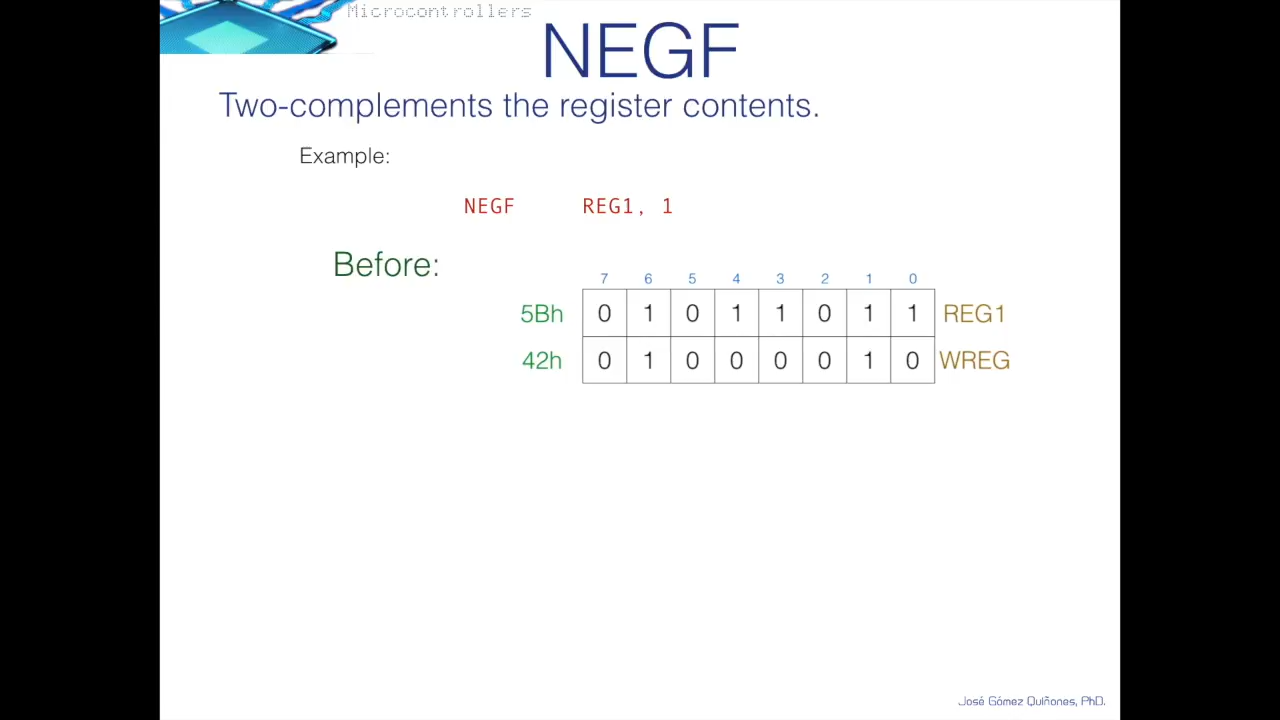 Microcontrollers
NEGF
Two-complements the register contents.
Example:
NEGF REG1, 1
Before:
7 6 5 4 3 2 1 0
5Bh 0 1 0 1 1 0 1 1 REG1
42h 0 1 0 0 0 0 1 0 WREG
José Gómez Quiñones, PhD.